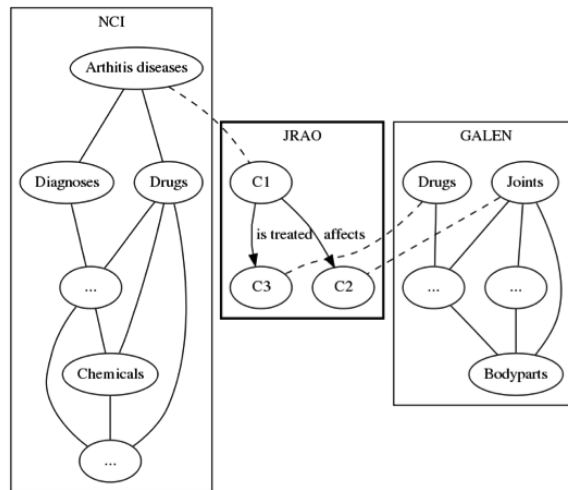 NCI
Arthitis diseases
Diagnoses
Drugs
...
Chemicals
...
JRAO
C1
is treated
affects
C3
C2
GALEN
Drugs
Joints
...
...
Bodyparts